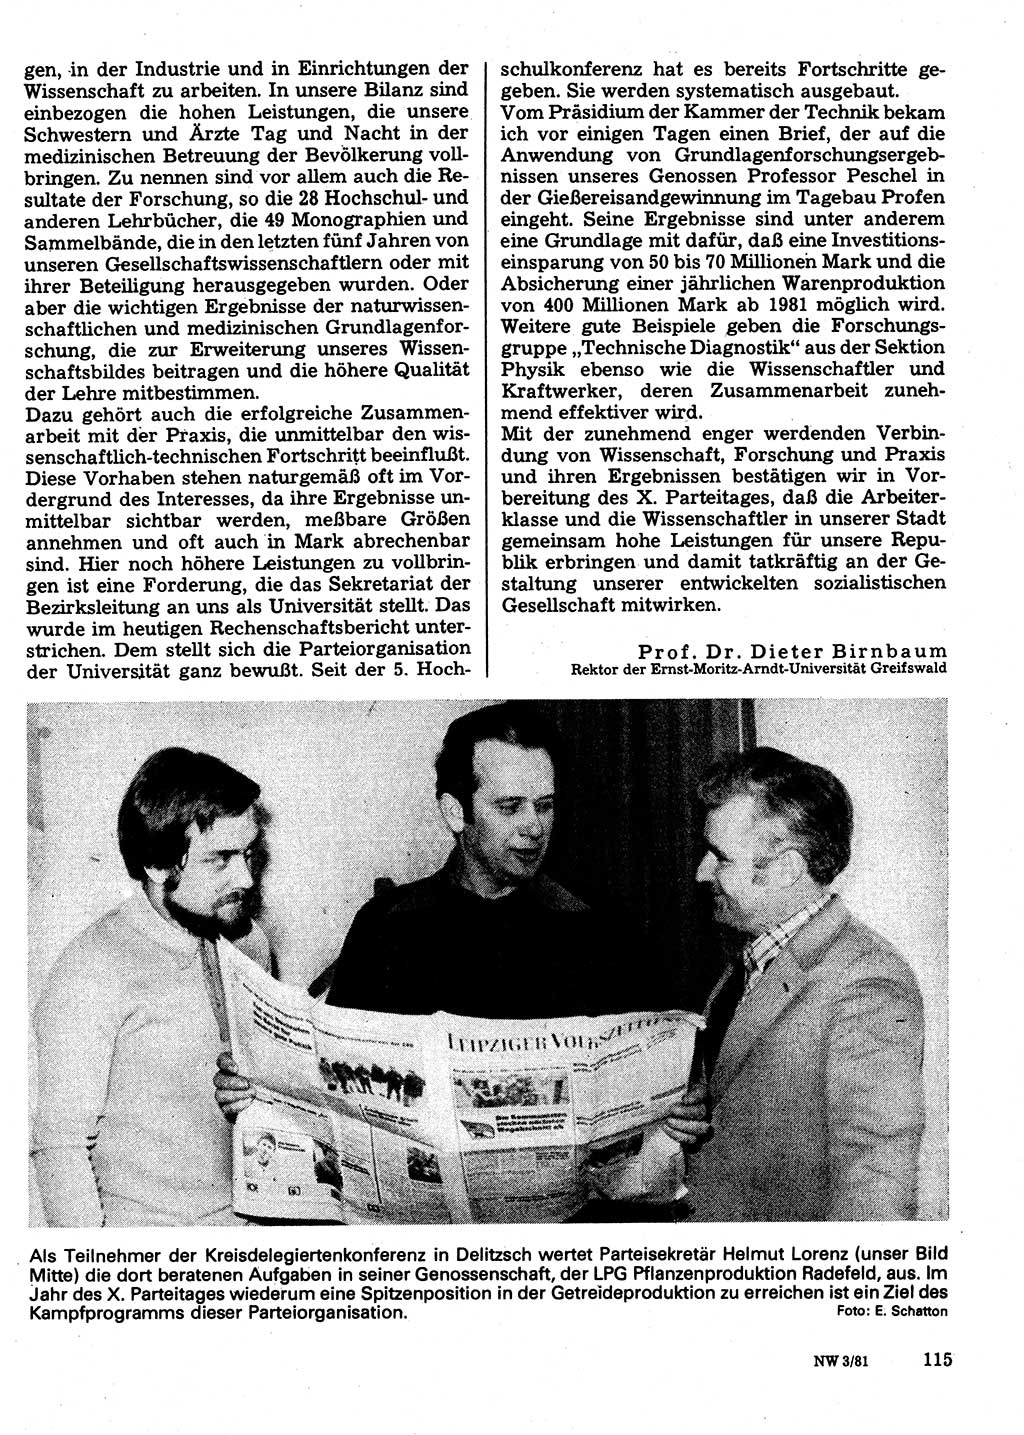 gen, in der Industrie und in Einrichtungen der
Wissenschaft zu arbeiten. In unsere Bilanz sind
einbezogen die hohen Leistungen, die unsere
Schwestern und Ärzte Tag und Nacht in der
medizinischen Betreuung der Bevölkerung voll-
bringen. Zu nennen sind vor allem auch die Re-
sultate der Forschung, so die 28 Hochschul- und
anderen Lehrbücher, die 49 Monographien und
Sammelbände, die in den letzten fünf Jahren von
unseren Gesellschaftswissenschaftlern oder mit
ihrer Beteiligung herausgegeben wurden. Oder
aber die wichtigen Ergebnisse der naturwissen-
schaftlichen und medizinischen Grundlagenfor-
schung, die zur Erweiterung unseres Wissen-
schaftsbildes beitragen und die höhere Qualität
der Lehre mitbestimmen.
Dazu gehört auch die erfolgreiche Zusammen-
arbeit mit der Praxis, die unmittelbar den wis-
senschaftlich-technischen Fortschritt beeinflußt.
Diese Vorhaben stehen naturgemäß oft im Vor-
dergrund des Interesses, da ihre Ergebnisse un-
mittelbar sichtbar werden, meßbare Größen
annehmen und oft auch in Mark abrechenbar
sind. Hier noch höhere Leistungen zu vollbrin-
gen ist eine Forderung, die das Sekretariat der
Bezirksleitung an uns als Universität stellt. Das
wurde im heutigen Rechenschaftsbericht unter-
strichen. Dem stellt sich die Parteiorganisation
der Universität ganz bewußt. Seit der 5. Hoch-
schulkonferenz hat es bereits Fortschritte ge-
geben. Sie werden systematisch ausgebaut.
Vom Präsidium der Kammer der Technik bekam
ich vor einigen Tagen einen Brief, der auf die
Anwendung von Grundlagenforschungsergeb-
nissen unseres Genossen Professor Peschel in
der Gießereisandgewinnung im Tagebau Profen
eingeht. Seine Ergebnisse sind unter anderem
eine Grundlage mit dafür, daß eine Investitions-
einsparung von 50 bis 70 Millionen Mark und die
Absicherung einer jährlichen Warenproduktion
von 400 Millionen Mark ab 1981 möglich wird.
Weitere gute Beispiele geben die Forschungs-
gruppe „Technische Diagnostik“ aus der Sektion
Physik ebenso wie die Wissenschaftler und
Kraftwerker, deren Zusammenarbeit zuneh-
mend effektiver wird.
Mit der zunehmend enger werdenden Verbin-
dung von Wissenschaft, Forschung und Praxis
und ihren Ergebnissen bestätigen wir in Vor-
bereitung des X. Parteitages, daß die Arbeiter-
klasse und die Wissenschaftler in unserer Stadt
gemeinsam hohe Leistungen für unsere Repu-
blik erbringen und damit tatkräftig an der Ge-
staltung unserer entwickelten sozialistischen
Gesellschaft mitwirken.
Prof. Dr. Dieter Birnbaum
Rektor der Ernst-Moritz-Arndt-Universität Greifswald
LEIPZIGER VOLKSZEITUNG
Die Kommunisten
stecken nächsten
Wegabschnitt ab
Als Teilnehmer der Kreisdelegiertenkonferenz in Delitzsch wertet Parteisekretär Helmut Lorenz (unser Bild
Mitte) die dort beratenen Aufgaben in seiner Genossenschaft, der LPG Pflanzenproduktion Radefeld, aus. Im
Jahr des X. Parteitages wiederum eine Spitzenposition in der Getreideproduktion zu erreichen ist ein Ziel des
Kampfprogramms dieser Parteiorganisation. Foto: E. Schatton
NW 3/81 115